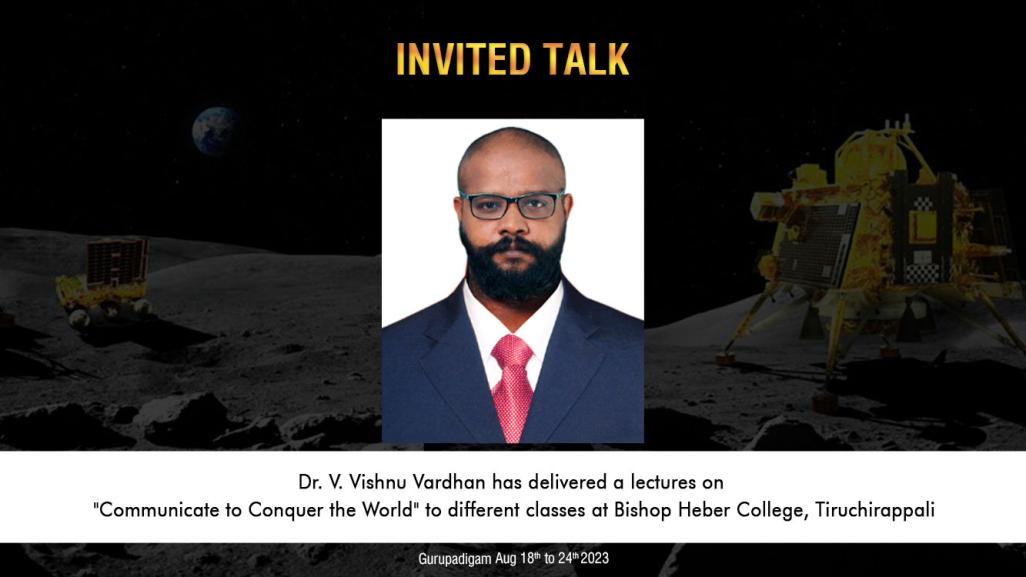 INVITED TALK
Dr. V. Vishnu Vardhan has delivered a lectures on
"Communicate to Conquer the World" to different classes at Bishop Heber College, Tiruchirappali
Gurupadigam Aug 18th to 24th 2023